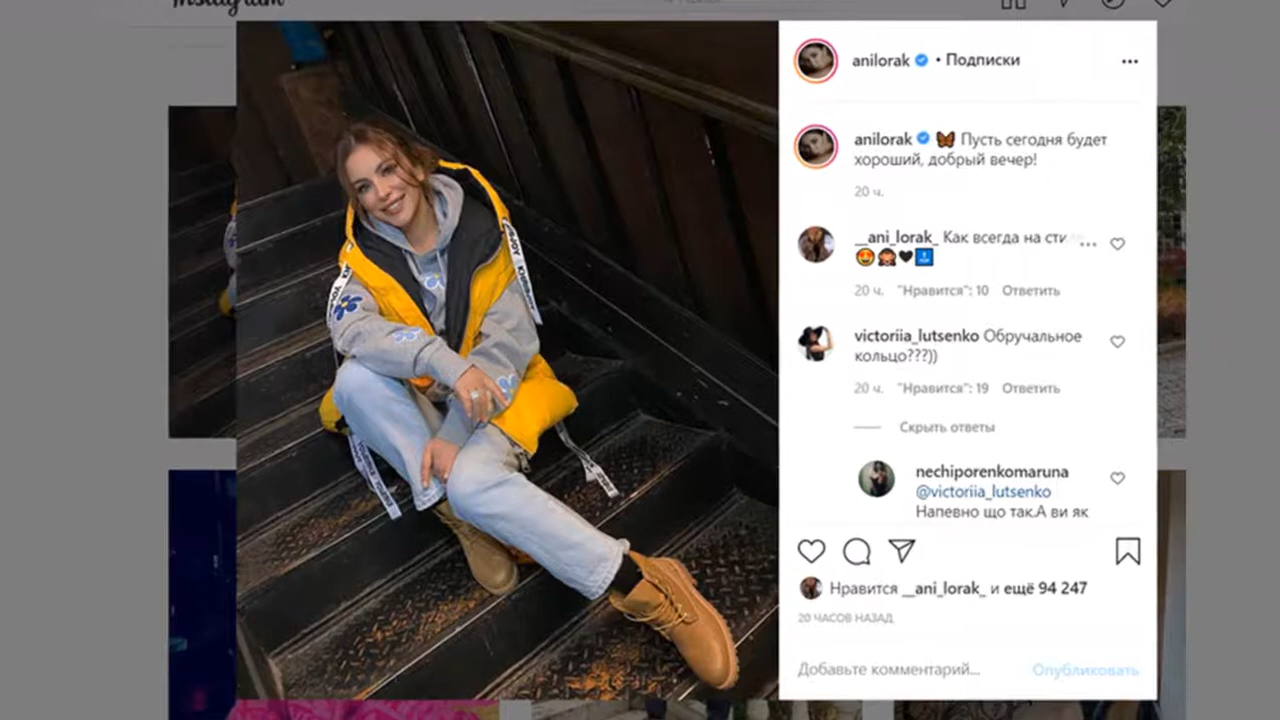 Instagram
anilorak • Подписки
anilorak Пусть сегодня будет
хороший, добрый вечер!
20 ч.
__ani_lorak_ Как всегда на
20 ч. "Нравится": 10 Ответить
victoriia_lutsenko Обручальное
кольцо???))
20 ч. "Нравится": 19 Ответить
Скрыть ответы
nechiporenkomaruna
@victoriia_lutsenko
Напевно що так.А ви як
Нравится __ani_lorak_ и ещё 94 247
20 ЧАСОВ НАЗАД
Добавьте комментарий... Опубликовать